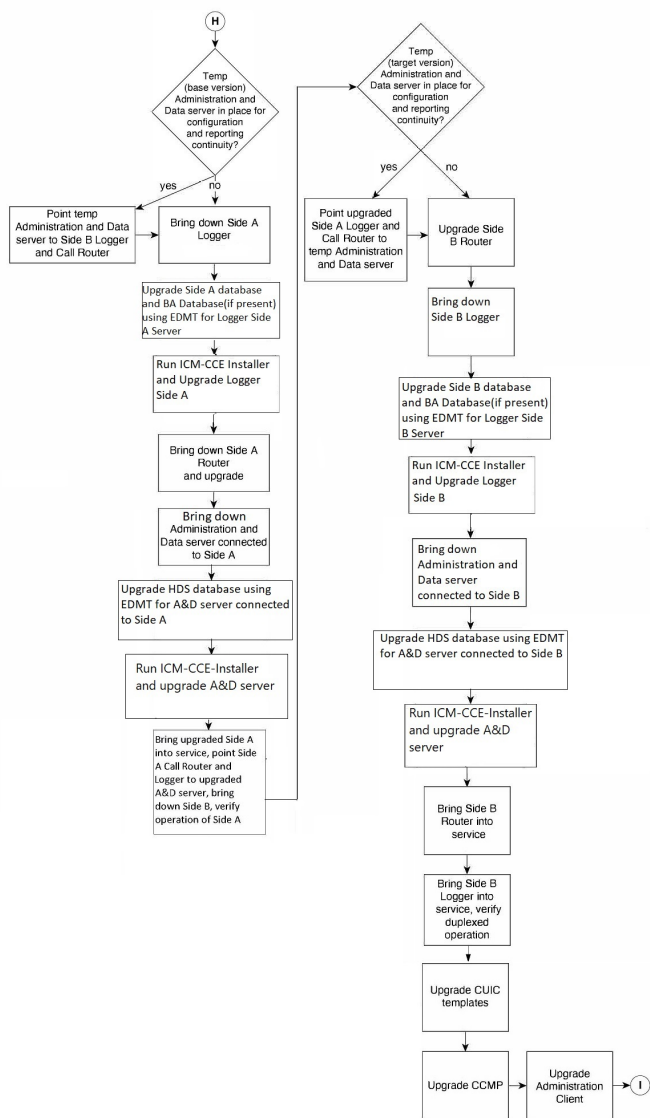 H
Temp
(base version)
Administration and
Data server in place for
configuration
and reporting
continuity?
yes
no
Point temp
Administration and Data
server to Side B Logger
and Call Router
Bring down Side A
Logger
Upgrade Side A database
and BA Database(if present)
using EDMT for Logger Side
A Server
Run ICM-CCE Installer
and Upgrade Logger
Side A
Bring down Side A
Router
and upgrade
Bring down
Administration and
Data server connected
to Side A
Upgrade HDS database using
EDMT for A&D server connected
to Side A
Run ICM-CCE-Installer
and upgrade A&D server
Bring upgraded Side A
into service, point Side
A Call Router and
Logger to upgraded
A&D server, bring
down Side B, verify
operation of Side A
Temp
(target version)
Administration and
Data server in place for
configuration
and reporting
continuity?
yes
no
Point upgraded
Side A Logger and
Call Router to
temp Administration
and Data server
Upgrade Side
B Router
Bring down
Side B Logger
Upgrade Side B database
and BA Database(if present)
using EDMT for Logger Side
B Server
Run ICM-CCE Installer
and Upgrade Logger
Side B
Bring down
Administration and
Data server
connected to Side B
Upgrade HDS database using EDMT
for A&D server connected to Side B
Run ICM-CCE-Installer
and upgrade A&D
server
Bring Side B
Router into
service
Bring Side B
Logger into
service, verify
duplexed
operation
Upgrade CUIC
templates
Upgrade CCMP
Upgrade
Administration
Client
I